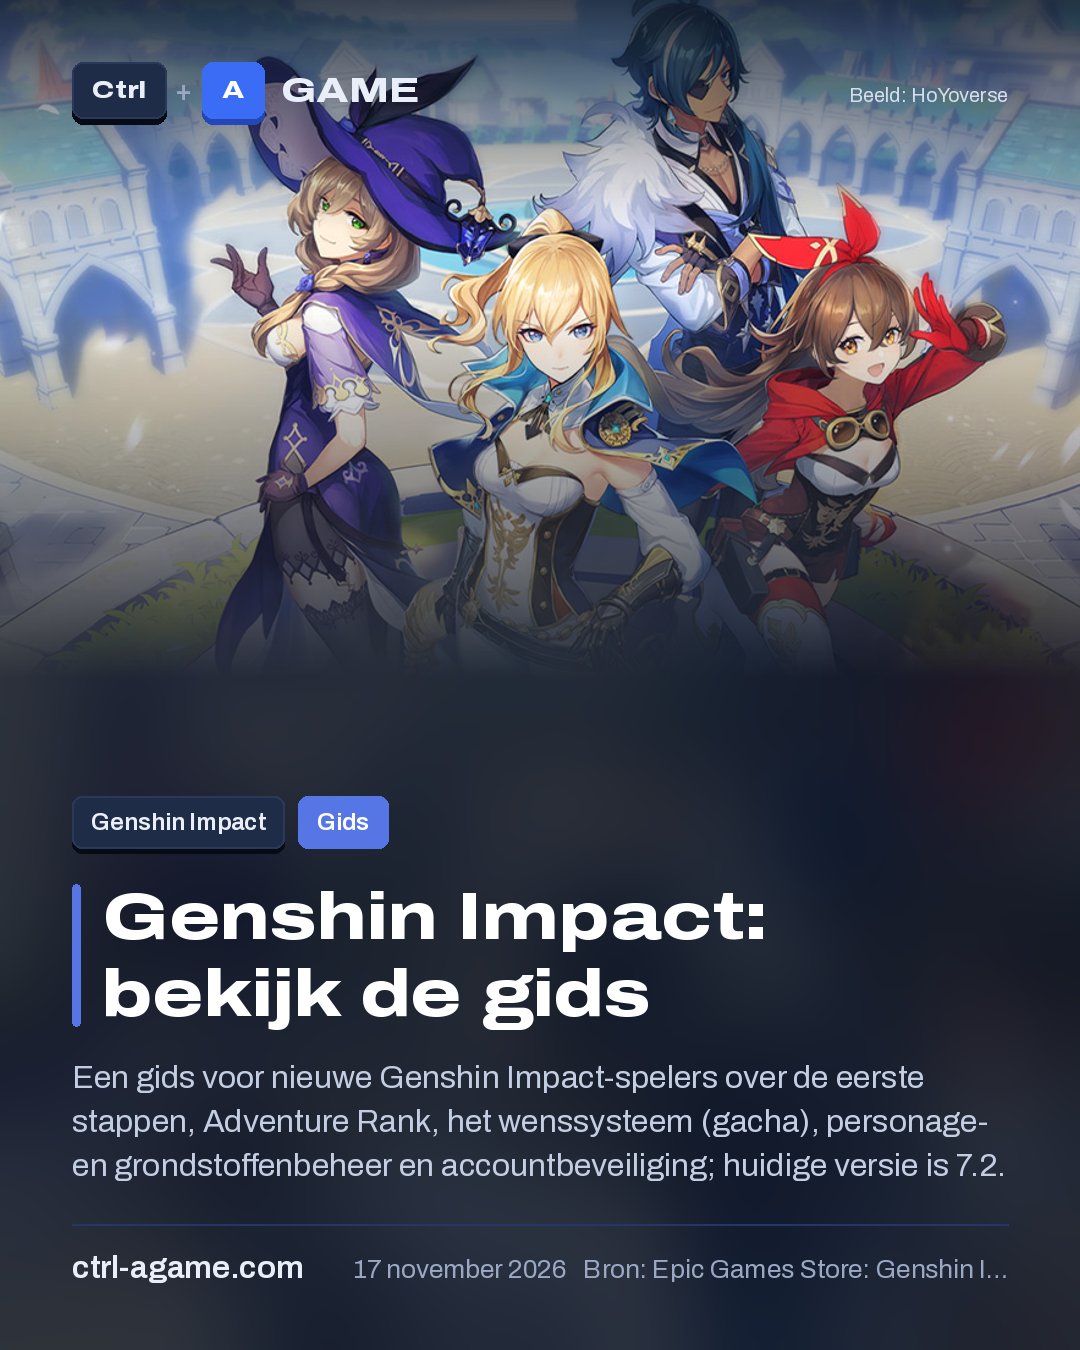 Ctrl + A GAME
Beeld: HoYoverse
Genshin Impact Gids
Genshin Impact:
bekijk de gids
Een gids voor nieuwe Genshin Impact-spelers over de eerste
stappen, Adventure Rank, het wenssysteem (gacha), personage-
en grondstoffenbeheer en accountbeveiliging; huidige versie is 7.2.
ctrl-agame.com 17 november 2026 Bron: Epic Games Store: Genshin I...